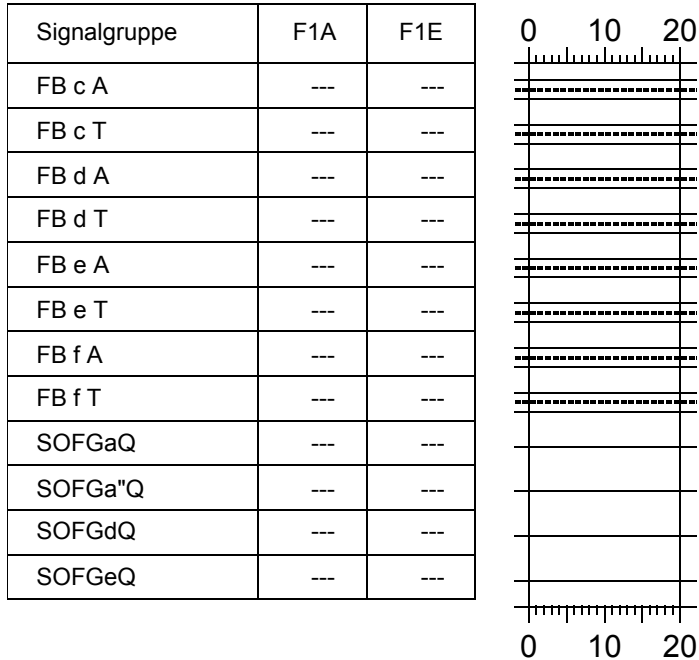 Signalgruppe F1A F1E
FB c A --- ---
FB c T --- ---
FB d A --- ---
FB d T --- ---
FB e A --- ---
FB e T --- ---
FB f A --- ---
FB f T --- ---
SOFGaQ --- ---
SOFGa"Q --- ---
SOFGdQ --- ---
SOFGeQ --- ---
0 10 20
0 10 20